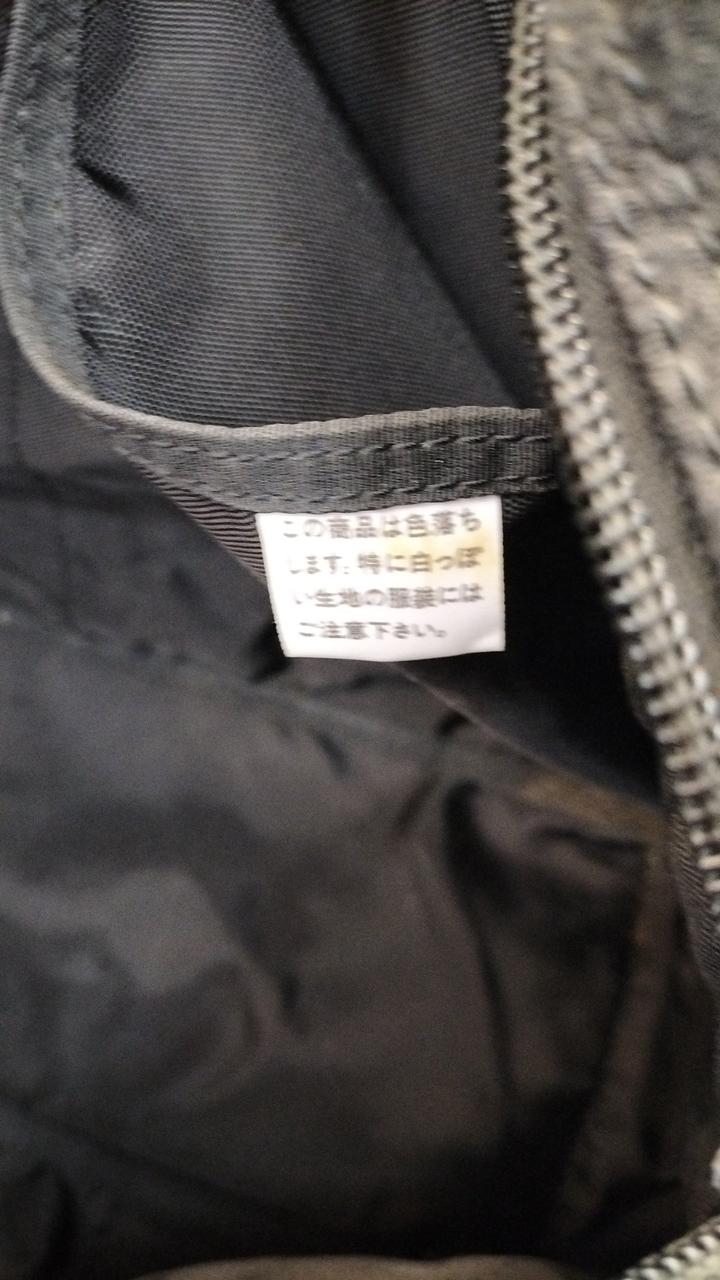 この商品は色落ち
します。特に白っぽ
い生地の服装には
ご注意下さい。